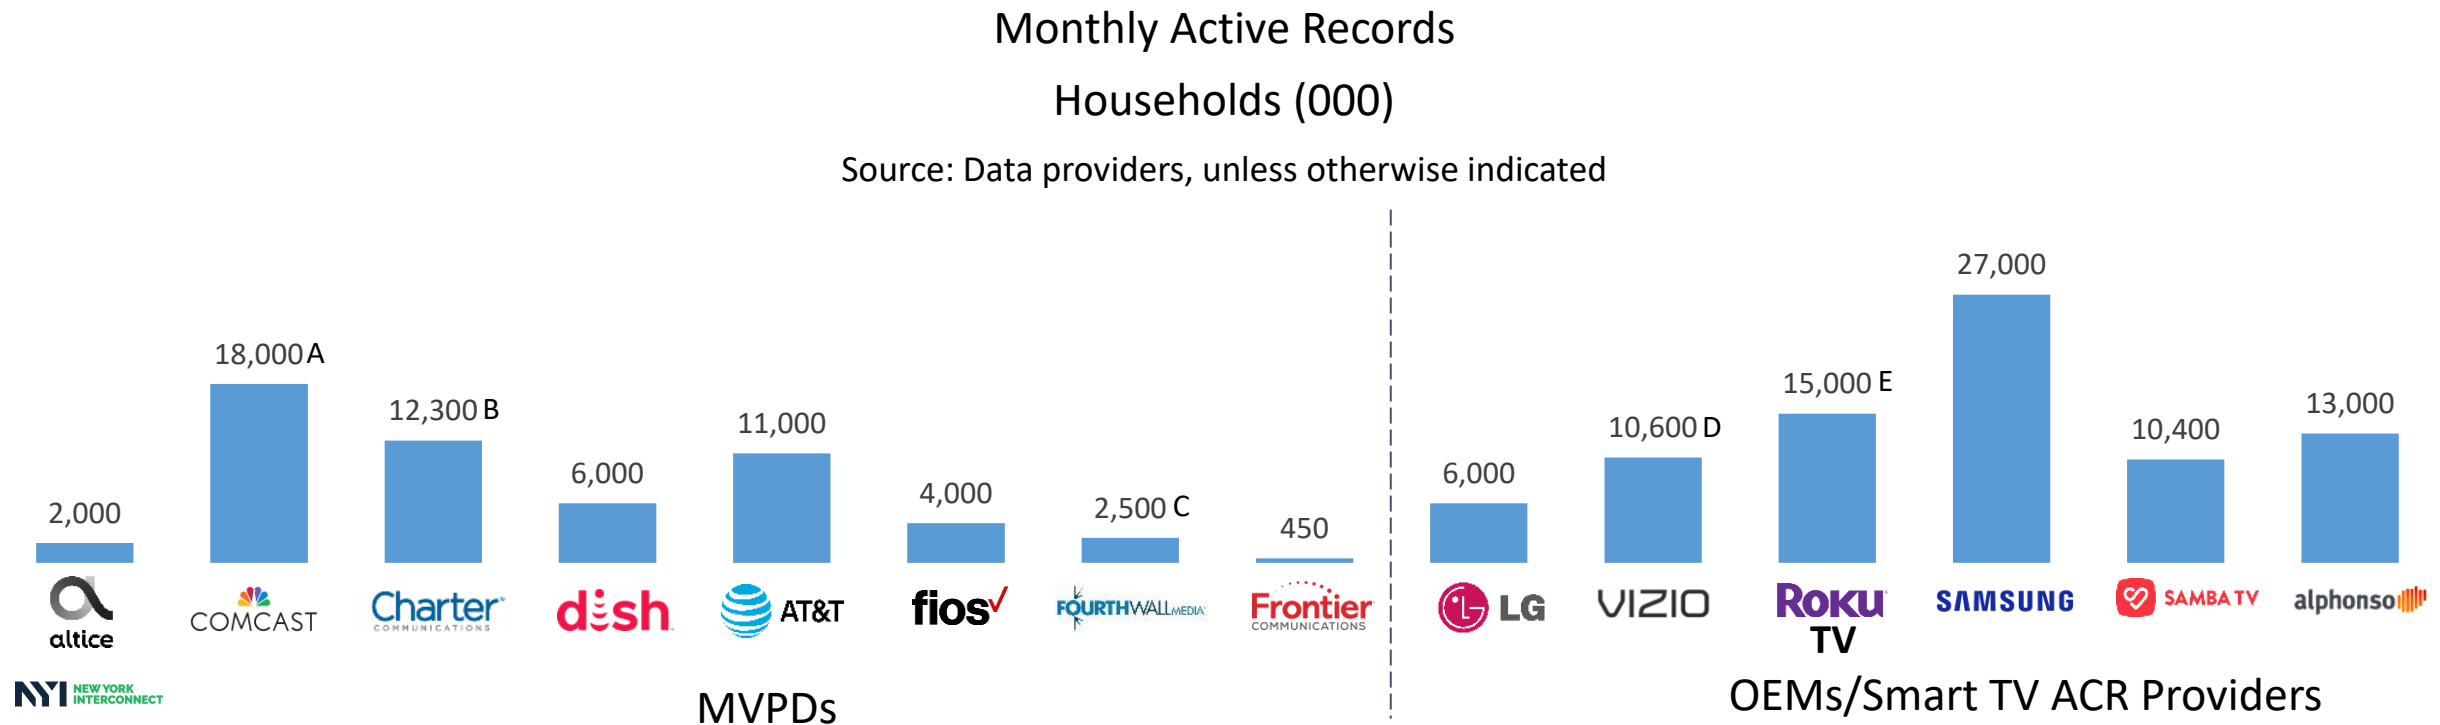 Monthly Active Records
Households (000)
Source: Data providers, unless otherwise indicated
2,000
18,000 A
12,300 B
6,000
11,000
4,000
2,500 C
450
6,000
10,600 D
15,000 E
27,000
10,400
13,000
altice
COMCAST
Charter
COMMUNICATIONS
dish
AT&T
fios
FOURTHWALL MEDIA
Frontier
COMMUNICATIONS
LG
VIZIO
ROKU
TV
SAMSUNG
SAMBA TV
alphonso
NYI NEW YORK
INTERCONNECT
MVPDs
OEMs/Smart TV ACR Providers